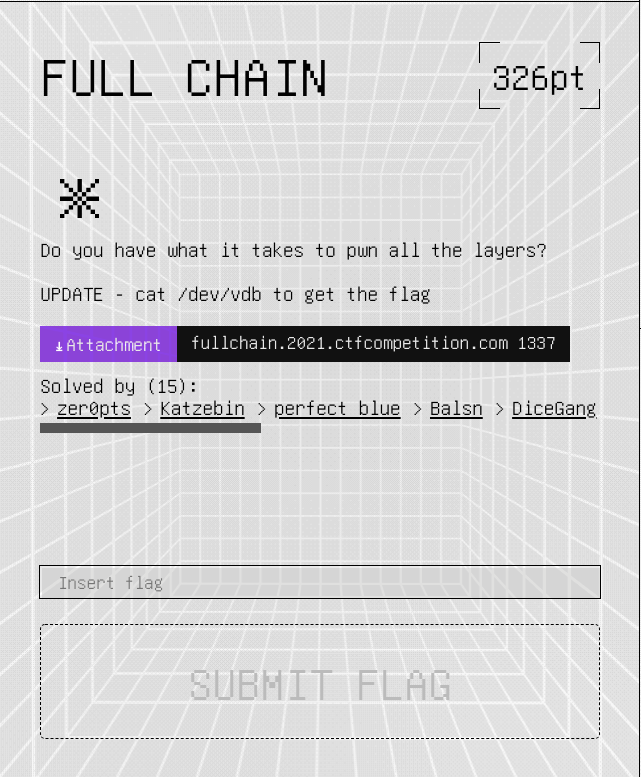 FULL CHAIN
326pt
Do you have what it takes to pwn all the layers?
UPDATE - cat /dev/vdb to get the flag
Attachment fullchain.2021.ctfcompetition.com 1337
Solved by (15):
> zer0pts > Katzebin > perfect blue > Balsn > DiceGang
Insert flag
SUBMIT FLAG